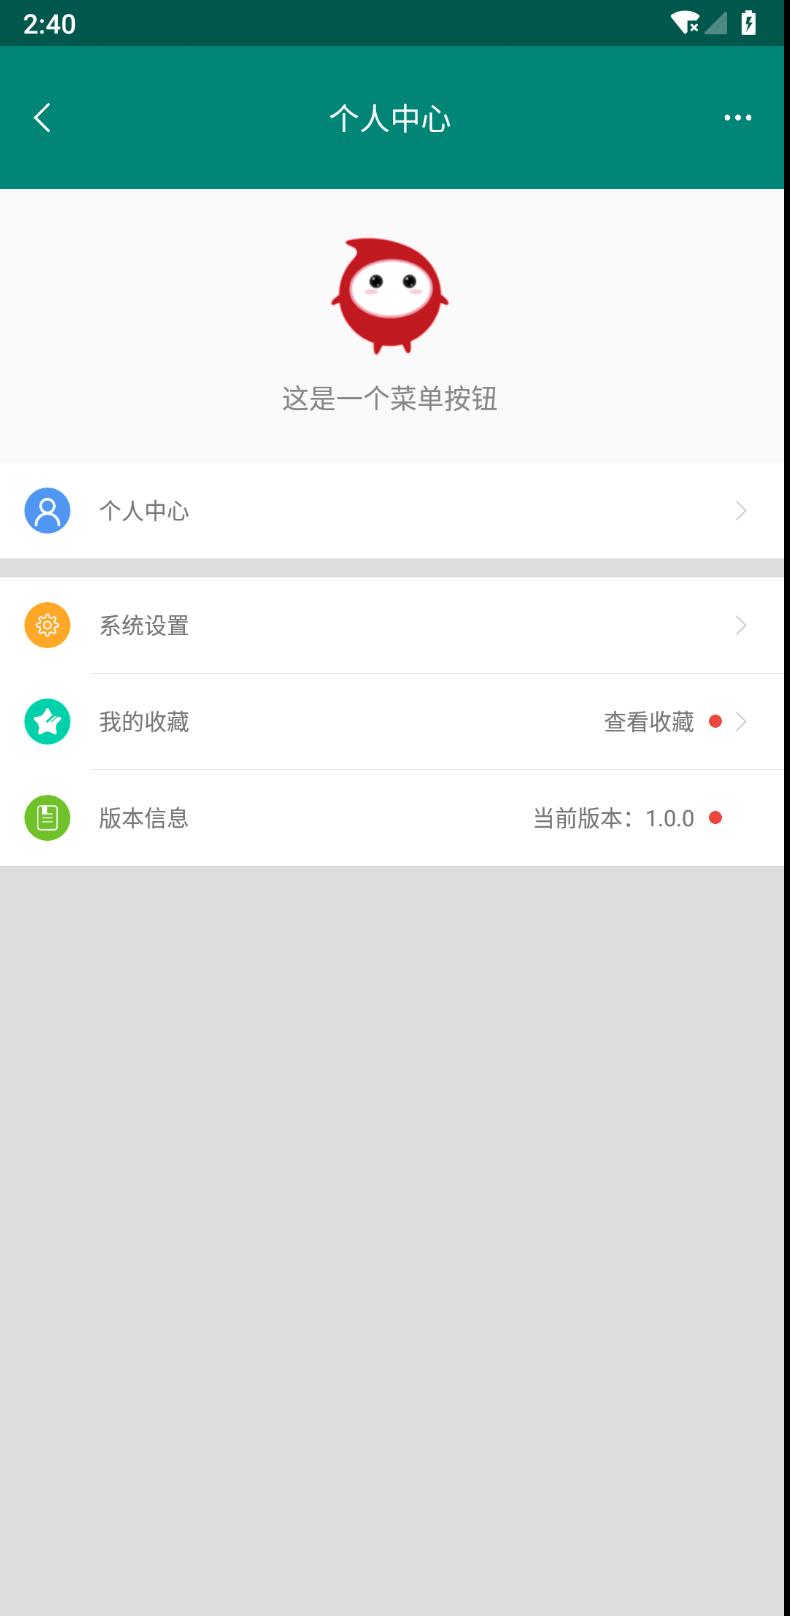 2:40
个人中心
这是一个菜单按钮
个人中心
系统设置
我的收藏 查看收藏
版本信息 当前版本：1.0.0